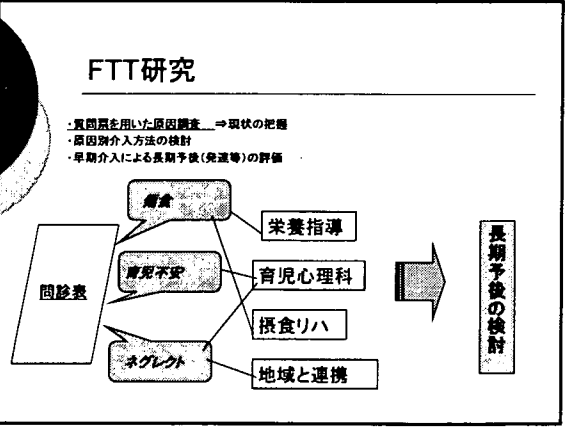 FTT研究
・質問票を用いた原因調査 ⇒現状の把握
・原因別介入方法の検討
・早期介入による長期予後(発達等)の評価
偏食
栄養指導
育児不安
育児心理科
問診表
摂食リハ
ネグレクト
地域と連携
長期予後の検討